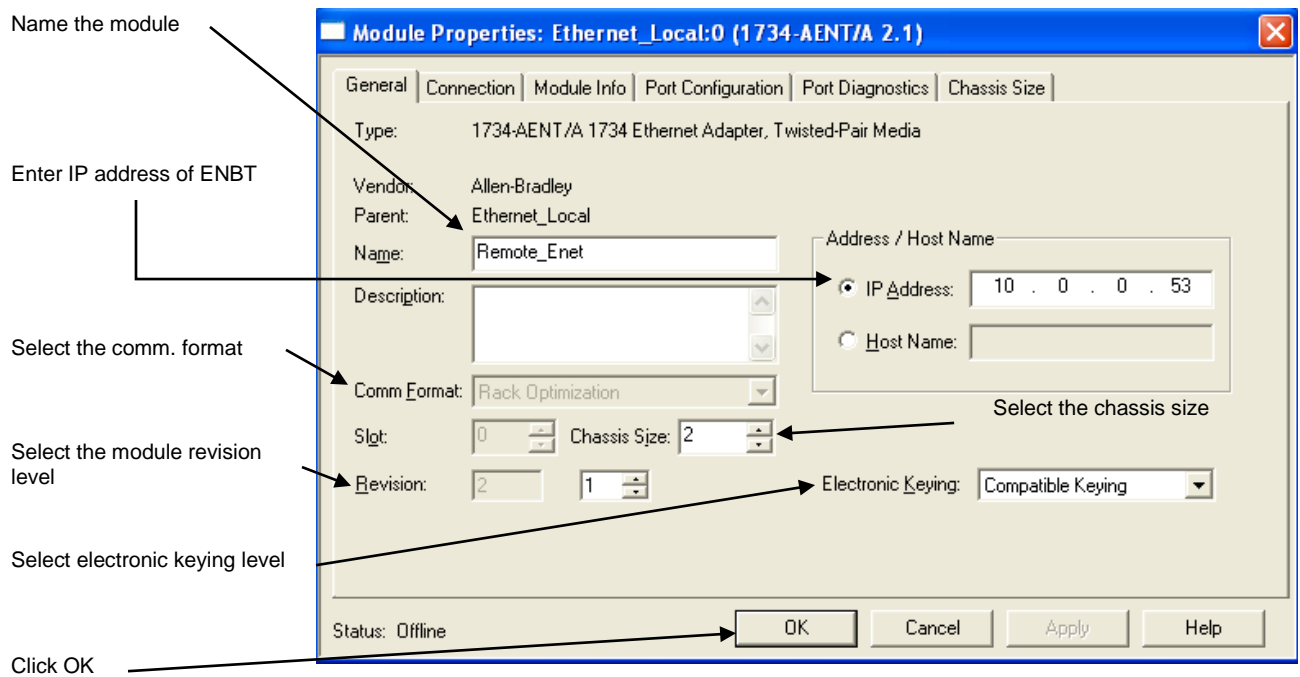 Name the module
Enter IP address of ENBT
Select the comm. format
Select the module revision
level
Select electronic keying level
Click OK
Module Properties: Ethernet_Local:0 (1734-AENT/A 2.1)
General Connection Module Info Port Configuration Port Diagnostics Chassis Size
Type: 1734-AENT/A 1734 Ethernet Adapter, Twisted-Pair Media
Vendor: Allen-Bradley
Parent: Ethernet_Local
Name: Remote_Enet
Description:
Address / Host Name
IP Address: 10 . 0 . 0 . 53
Host Name:
Comm Format: Rack Optimization
Select the chassis size
Slot: 0 Chassis Size: 2
Revision: 2 1 Electronic Keying: Compatible Keying
Status: Offline OK Cancel Apply Help